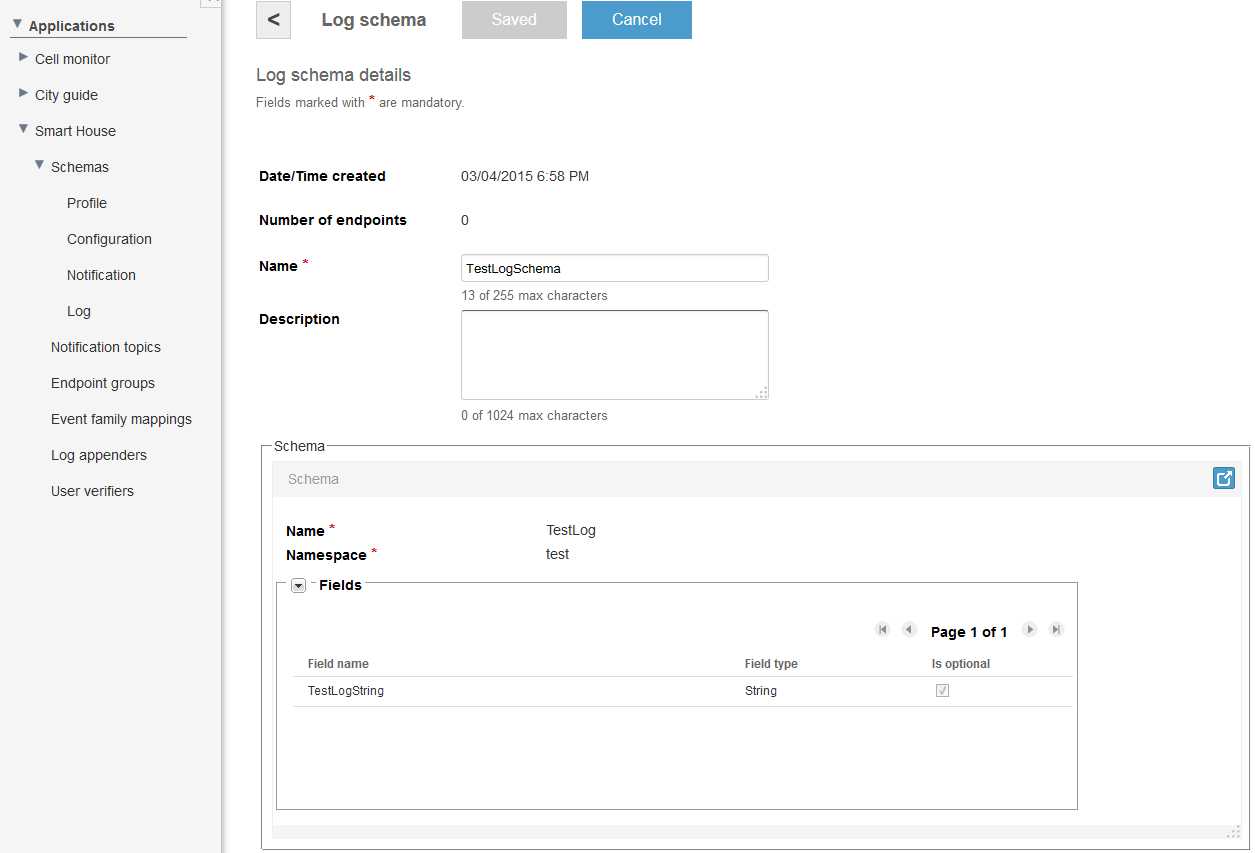 Applications
Cell monitor
City guide
Smart House
Schemas
Profile
Configuration
Notification
Log
Notification topics
Endpoint groups
Event family mappings
Log appenders
User verifiers
< Log schema Saved Cancel
Log schema details
Fields marked with * are mandatory.
Date/Time created 03/04/2015 6:58 PM
Number of endpoints 0
Name * TestLogSchema
13 of 255 max characters
Description
0 of 1024 max characters
Schema
Schema
Name * TestLog
Namespace * test
Fields
Page 1 of 1
Field name Field type Is optional
TestLogString String